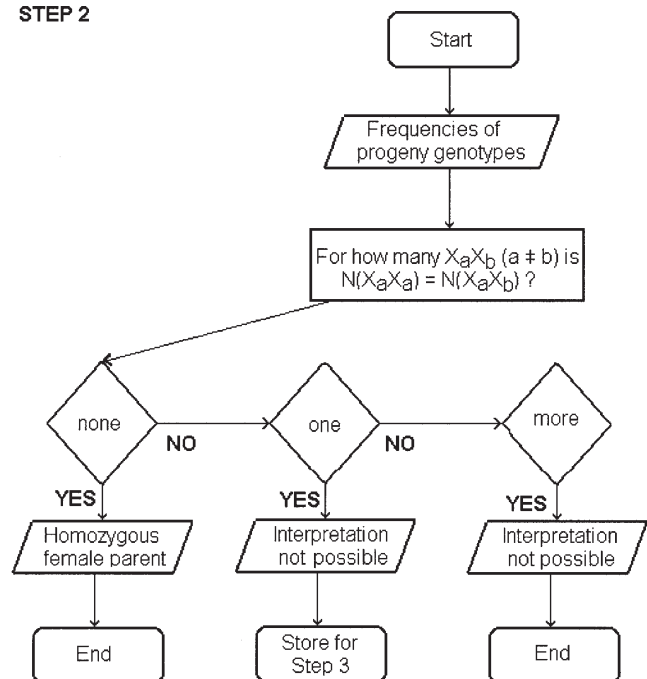 STEP 2
Start
Frequencies of
progeny genotypes
For how many XaXb (a ‡ b) is
N(XaXa) = N(XaXb) ?
none
NO
one
NO
more
YES
YES
YES
Homozygous
female parent
Interpretation
not possible
Interpretation
not possible
End
Store for
Step 3
End